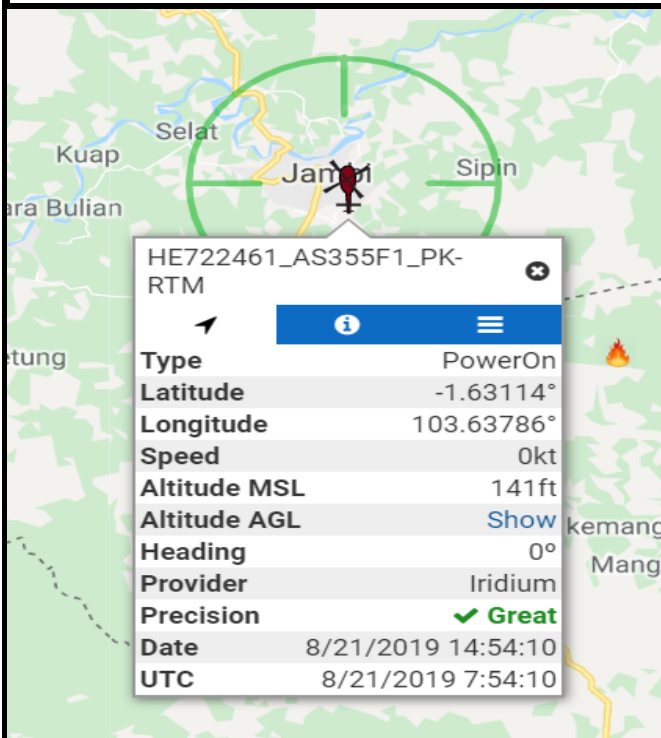 Selat
Kuap
Jambi
Sipin
ara Bulian
HE722461_AS355F1_PK-
RTM
tung
Type PowerOn
Latitude -1.63114°
Longitude 103.63786°
Speed 0kt
Altitude MSL 141ft
Altitude AGL Show
kemang
Heading 0°
Mang
Provider Iridium
Precision Great
Date 8/21/2019 14:54:10
UTC 8/21/2019 7:54:10